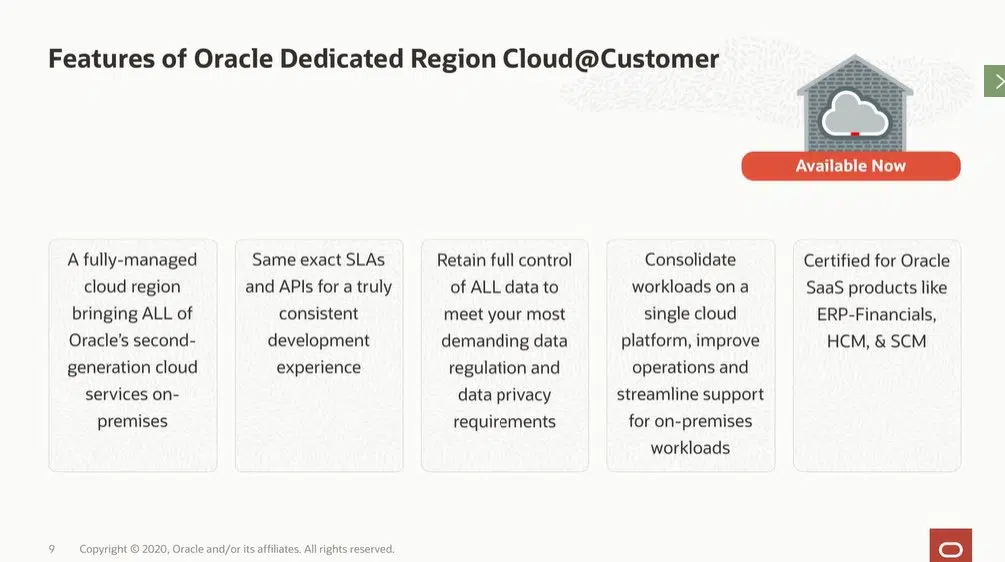 Features of Oracle Dedicated Region Cloud@Customer
Available Now
A fully-managed
cloud region
bringing ALL of
Oracle's second-
generation cloud
services on-
premises
Same exact SLAs
and APIs for a truly
consistent
development
experience
Retain full control
of ALL data to
meet your most
demanding data
regulation and
data privacy
requirements
Consolidate
workloads on a
single cloud
platform, improve
operations and
streamline support
for on-premises
workloads
Certified for Oracle
SaaS products like
ERP-Financials,
HCM, & SCM
9 Copyright © 2020, Oracle and/or its affiliates. All rights reserved.